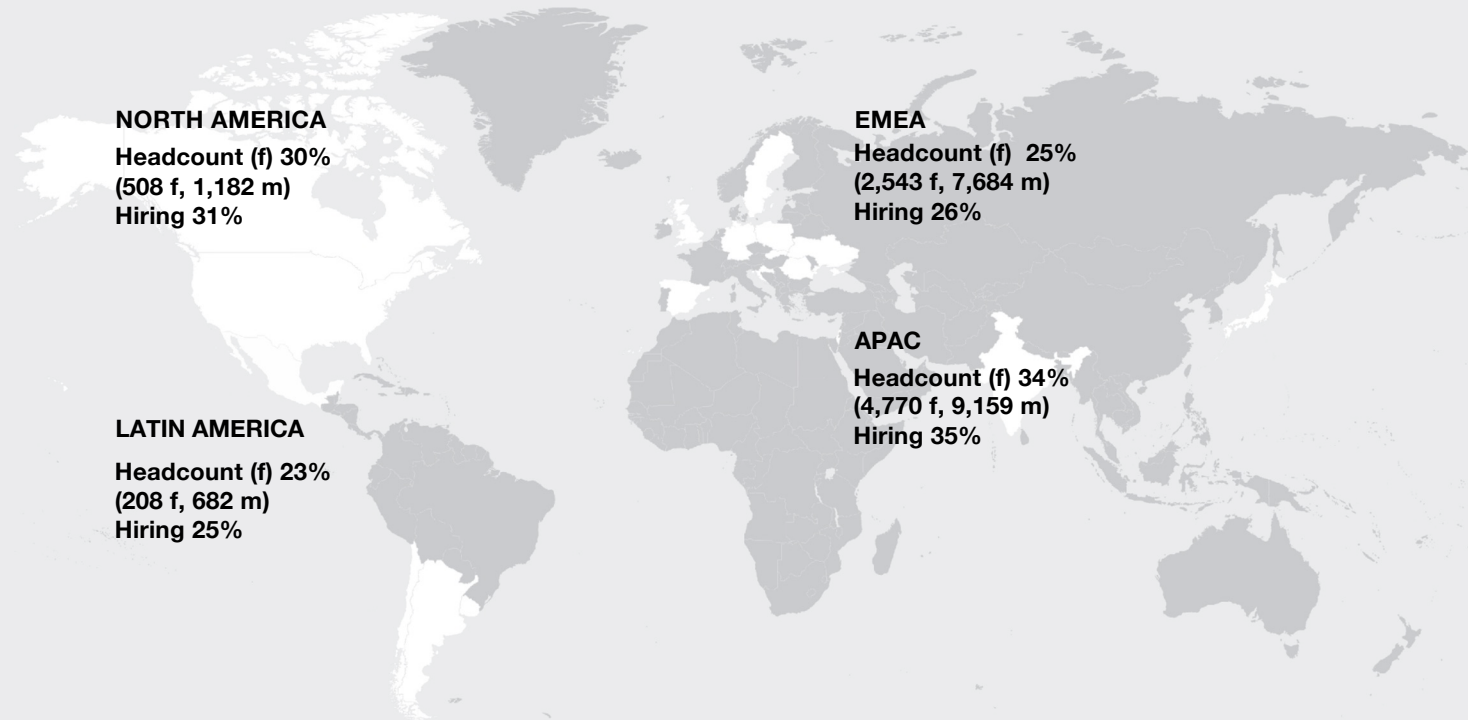 NORTH AMERICA
Headcount (f) 30%
(508 f, 1,182 m)
Hiring 31%
LATIN AMERICA
Headcount (f) 23%
(208 f, 682 m)
Hiring 25%
EMEA
Headcount (f)  25%
(2,543 f, 7,684 m)
Hiring 26%
APAC
Headcount (f) 34%
(4,770 f, 9,159 m)
Hiring 35%